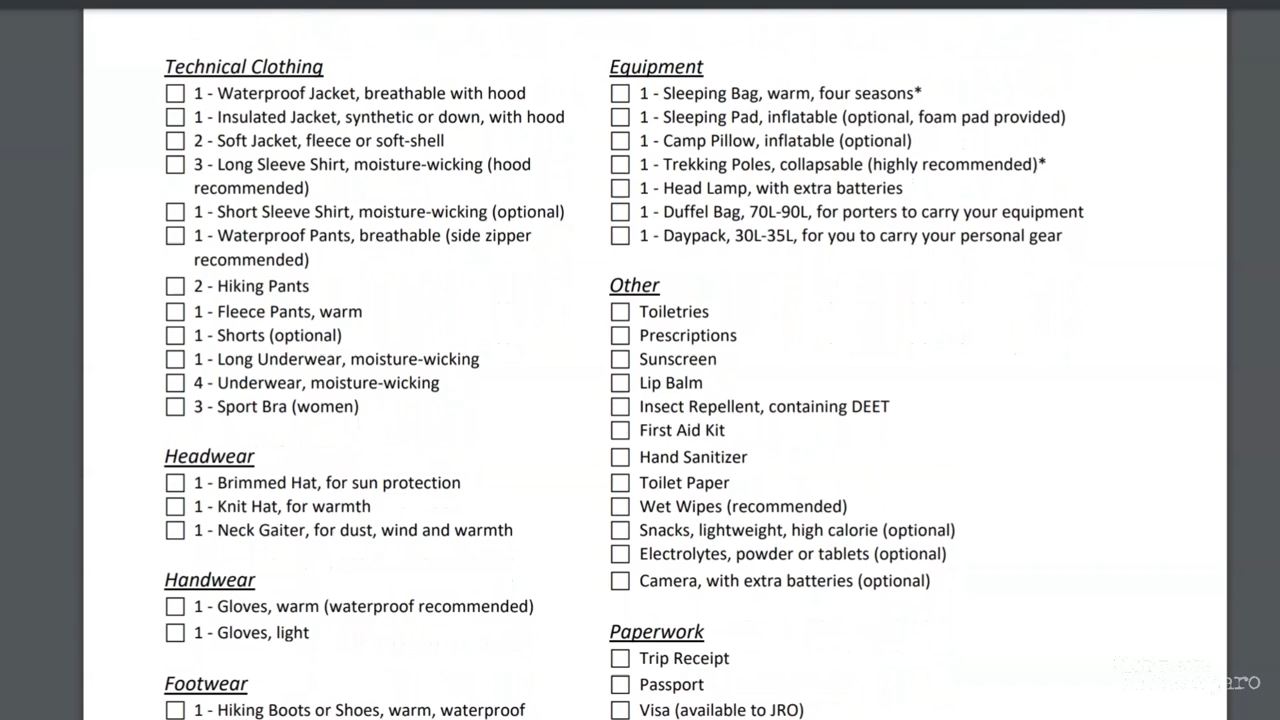 Technical Clothing
1 - Waterproof Jacket, breathable with hood
1 - Insulated Jacket, synthetic or down, with hood
2 - Soft Jacket, fleece or soft-shell
3 - Long Sleeve Shirt, moisture-wicking (hood
recommended)
1 - Short Sleeve Shirt, moisture-wicking (optional)
1 - Waterproof Pants, breathable (side zipper
recommended)
2 - Hiking Pants
1 - Fleece Pants, warm
1 - Shorts (optional)
1 - Long Underwear, moisture-wicking
4 - Underwear, moisture-wicking
3 - Sport Bra (women)
Headwear
1 - Brimmed Hat, for sun protection
1 - Knit Hat, for warmth
1 - Neck Gaiter, for dust, wind and warmth
Handwear
1 - Gloves, warm (waterproof recommended)
1 - Gloves, light
Footwear
1 - Hiking Boots or Shoes, warm, waterproof
Equipment
1 - Sleeping Bag, warm, four seasons*
1 - Sleeping Pad, inflatable (optional, foam pad provided)
1 - Camp Pillow, inflatable (optional)
1 - Trekking Poles, collapsable (highly recommended)*
1 - Head Lamp, with extra batteries
1 - Duffel Bag, 70L-90L, for porters to carry your equipment
1 - Daypack, 30L-35L, for you to carry your personal gear
Other
Toiletries
Prescriptions
Sunscreen
Lip Balm
Insect Repellent, containing DEET
First Aid Kit
Hand Sanitizer
Toilet Paper
Wet Wipes (recommended)
Snacks, lightweight, high calorie (optional)
Electrolytes, powder or tablets (optional)
Camera, with extra batteries (optional)
Paperwork
Trip Receipt
Passport
Visa (available to JRO)